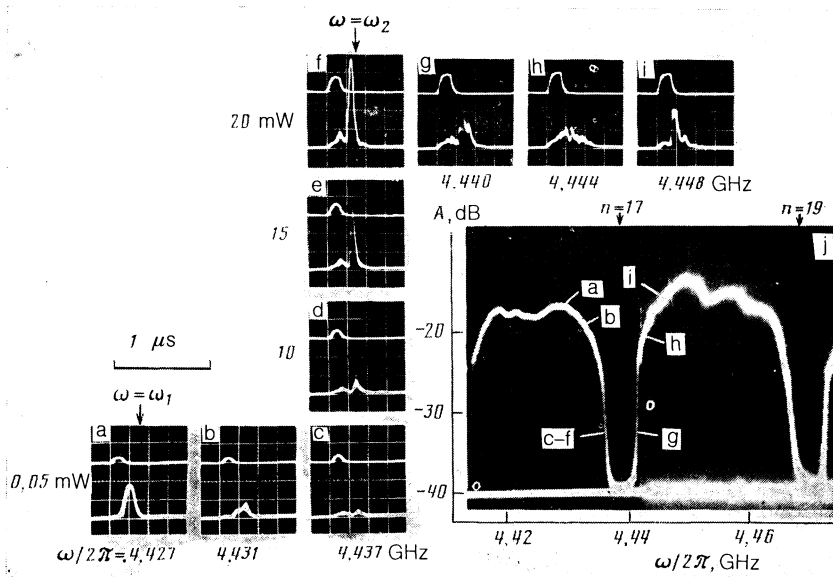 ω=ω₂
f
g
h
i
20 mW
4.440
4,444
4.448 GHz
e
15
A, dB
n=17
n=19
j
d
10
a
i
b
-20
h
1 μs
-30
ω=ω₁
c–f
g
a
b
c
0,05 mW
-40
ω/2π=4,427
4,431
4,437 GHz
4,42
4,44
4,46
ω/2π, GHz